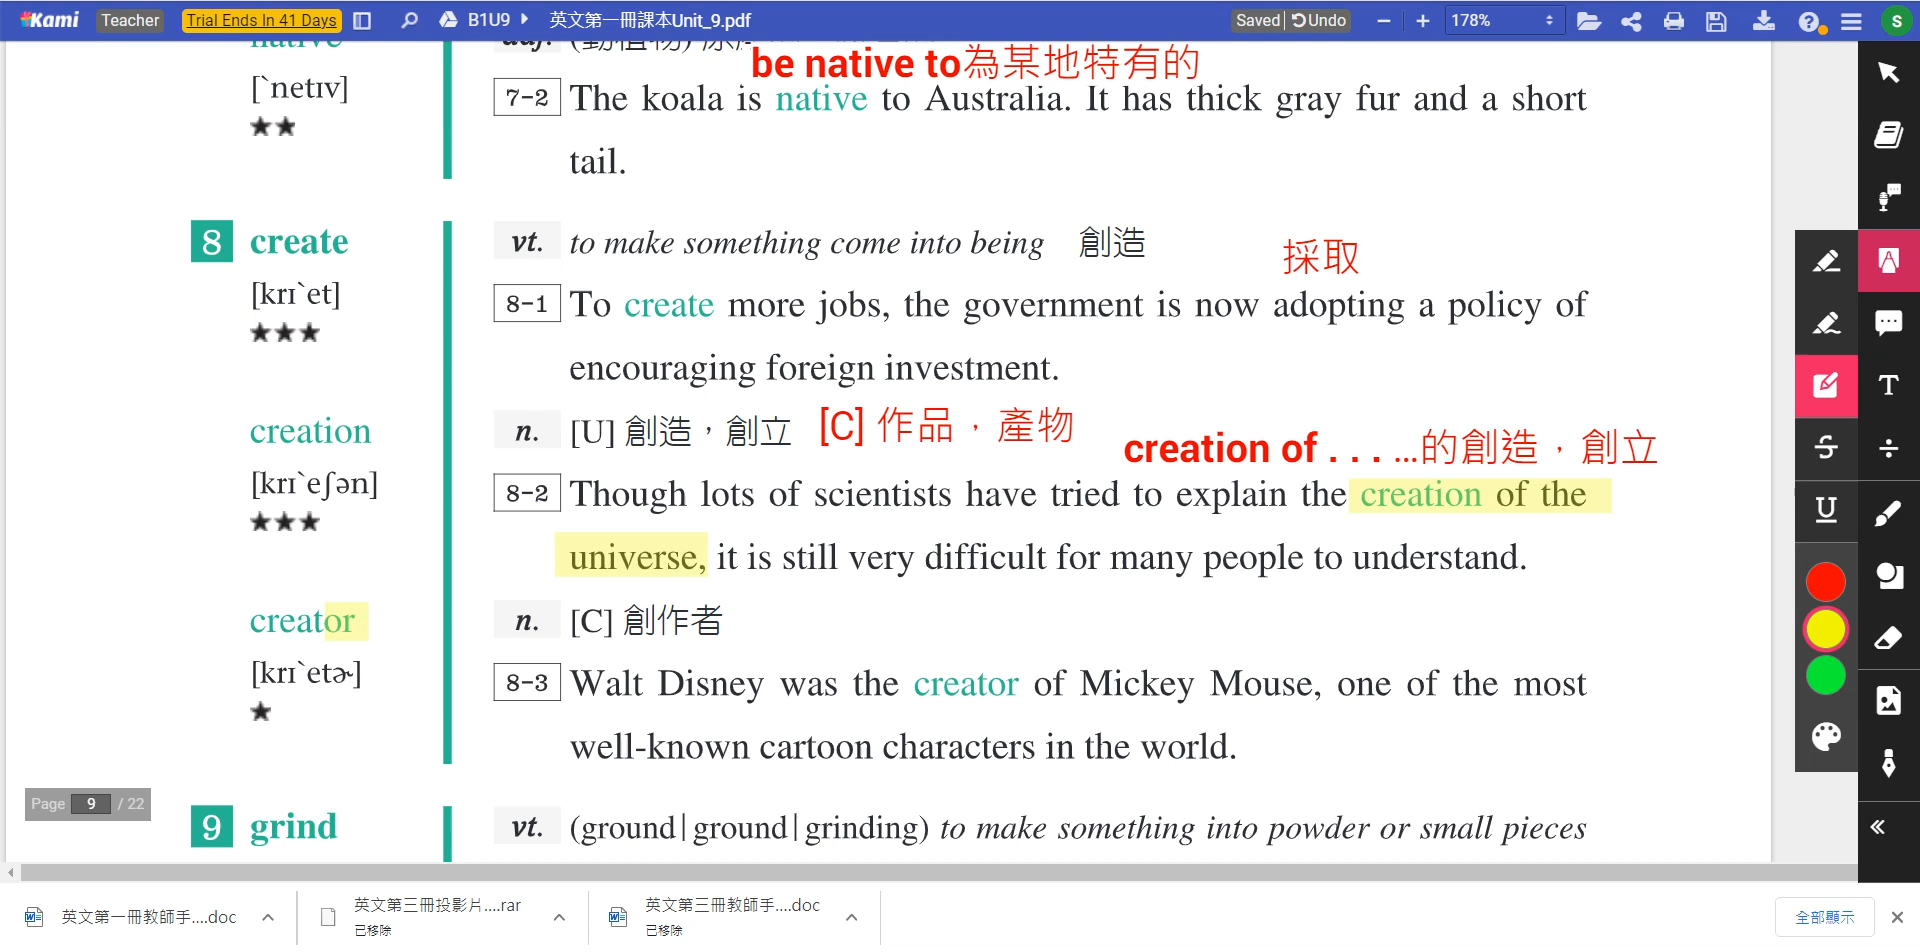 Kami Teacher Trial Ends In 41 Days B1U9 英文第一冊課本Unit_9.pdf Saved Undo 178% S
be native to為某地特有的
[ˋnetɪv]
★★
7-2 The koala is native to Australia. It has thick gray fur and a short
tail.
8 create vt. to make something come into being 創造
採取
[krɪˋet]
★★★
8-1 To create more jobs, the government is now adopting a policy of
encouraging foreign investment.
creation n. [U] 創造，創立 [C] 作品，產物
creation of . . . ...的創造，創立
[krɪˋeʃən]
★★★
8-2 Though lots of scientists have tried to explain the creation of the
universe, it is still very difficult for many people to understand.
creator n. [C] 創作者
[krɪˋetɚ]
★
8-3 Walt Disney was the creator of Mickey Mouse, one of the most
well-known cartoon characters in the world.
Page 9 / 22
9 grind vt. (ground|ground|grinding) to make something into powder or small pieces
英文第一冊教師手....doc
英文第三冊投影片....rar
已移除
英文第三冊教師手....doc
已移除
全部顯示